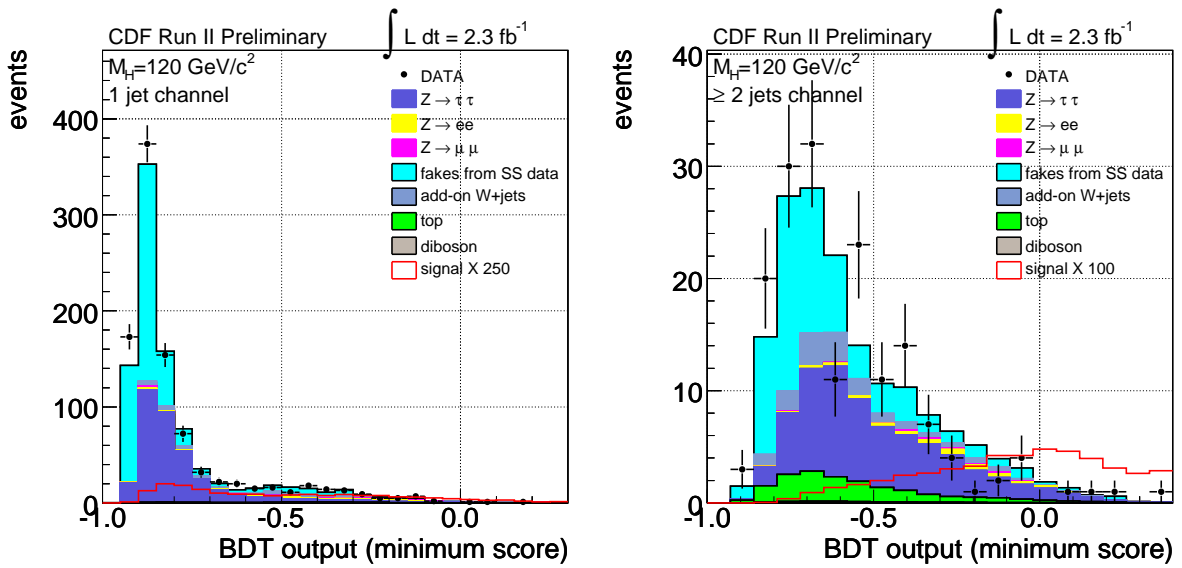 CDF Run II Preliminary
∫ L dt = 2.3 fb⁻¹
M_H=120 GeV/c²
1 jet channel
DATA
Z→ττ
Z→ee
Z→μμ
fakes from SS data
add-on W+jets
top
diboson
signal X 250
events
400
300
200
100
0
-1.0
-0.5
0.0
BDT output (minimum score)
CDF Run II Preliminary
∫ L dt = 2.3 fb⁻¹
M_H=120 GeV/c²
≥ 2 jets channel
DATA
Z→ττ
Z→ee
Z→μμ
fakes from SS data
add-on W+jets
top
diboson
signal X 100
events
40
30
20
10
0
-1.0
-0.5
0.0
BDT output (minimum score)